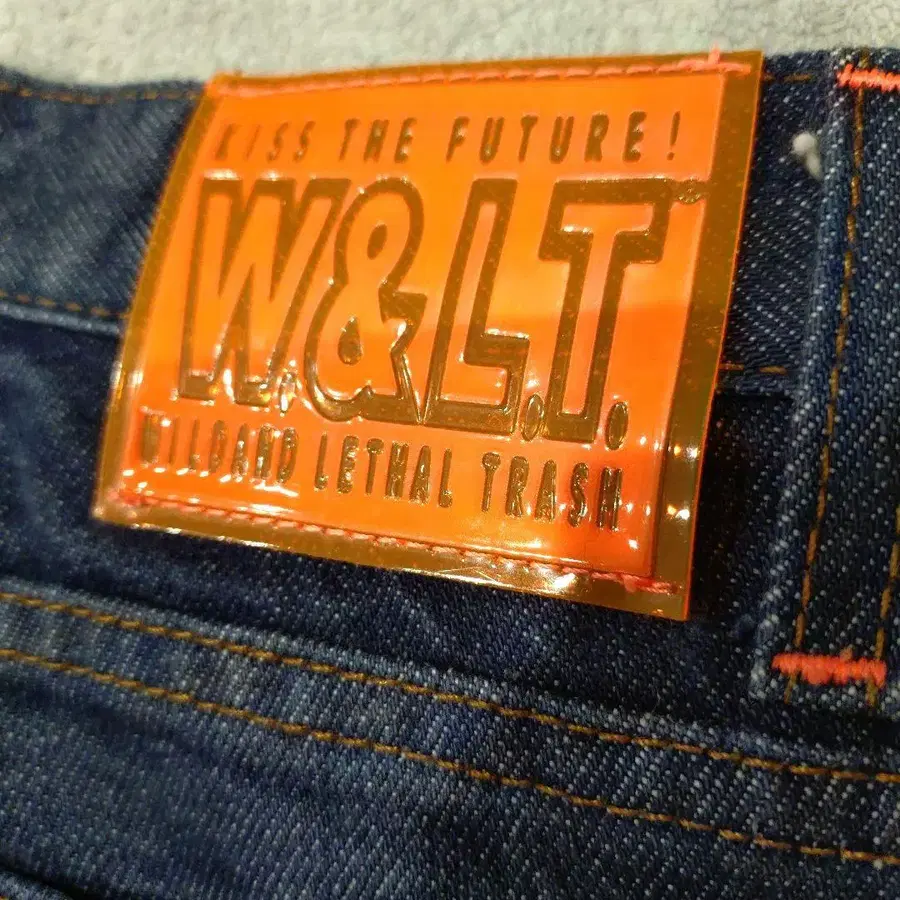 KISS THE FUTURE!
W.&L.T.
WILD AND LETHAL TRASH